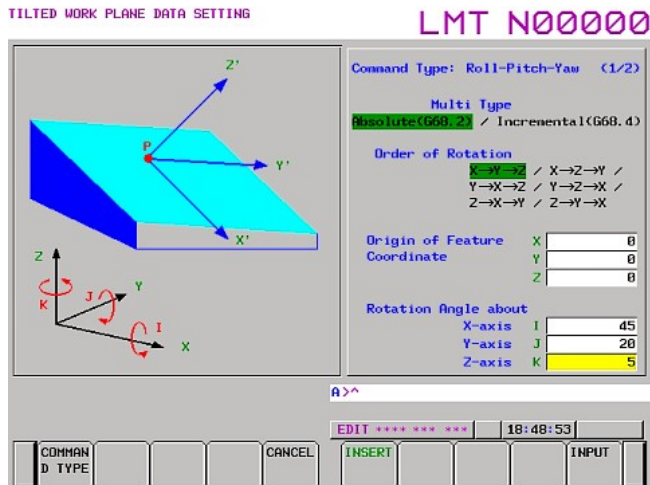 TILTED WORK PLANE DATA SETTING
LMT N00000
Command Type: Roll-Pitch-Yaw (1/2)
Multi Type
Absolute(G68.2) / Incremental(G68.4)
Order of Rotation
X→Y→Z / X→Z→Y /
Y→X→Z / Y→Z→X /
Z→X→Y / Z→Y→X
Origin of Feature X 0
Coordinate Y 0
Z 0
Rotation Angle about
X-axis I 45
Y-axis J 20
Z-axis K 5
Z'
P
Y'
X'
Z
Y
K
J
I
X
A>^
EDIT **** *** *** 18:48:53
COMMAN
D TYPE
CANCEL
INSERT
INPUT